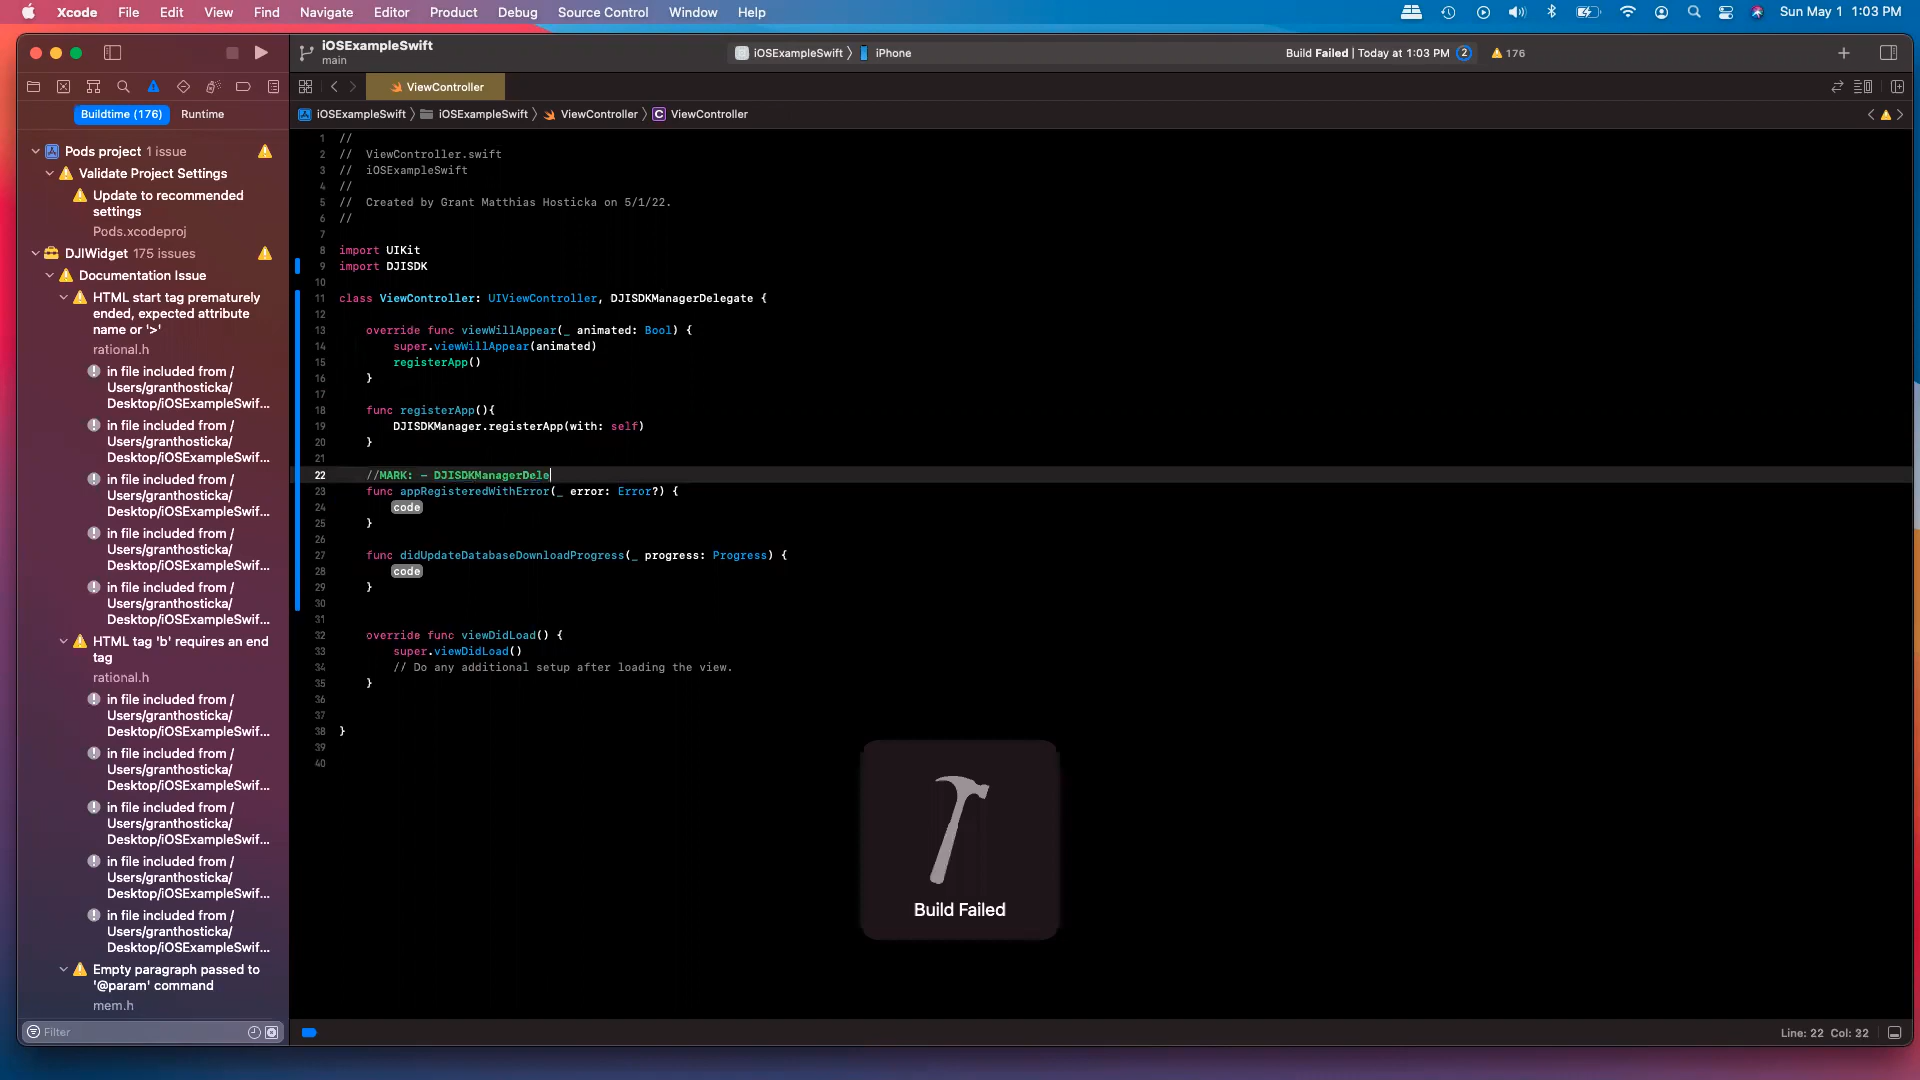 Xcode File Edit View Find Navigate Editor Product Debug Source Control Window Help Sun May 1 1:03 PM
iOSExampleSwift
main
iOSExampleSwift iPhone Build Failed | Today at 1:03 PM 2 176
ViewController
Buildtime (176) Runtime
iOSExampleSwift iOSExampleSwift ViewController C ViewController
Pods project 1 issue
Validate Project Settings
Update to recommended
settings
Pods.xcodeproj
DJIWidget 175 issues
Documentation Issue
HTML start tag prematurely
ended, expected attribute
name or '>'
rational.h
in file included from /
Users/granthosticka/
Desktop/iOSExampleSwif...
in file included from /
Users/granthosticka/
Desktop/iOSExampleSwif...
in file included from /
Users/granthosticka/
Desktop/iOSExampleSwif...
in file included from /
Users/granthosticka/
Desktop/iOSExampleSwif...
in file included from /
Users/granthosticka/
Desktop/iOSExampleSwif...
HTML tag 'b' requires an end
tag
rational.h
in file included from /
Users/granthosticka/
Desktop/iOSExampleSwif...
in file included from /
Users/granthosticka/
Desktop/iOSExampleSwif...
in file included from /
Users/granthosticka/
Desktop/iOSExampleSwif...
in file included from /
Users/granthosticka/
Desktop/iOSExampleSwif...
in file included from /
Users/granthosticka/
Desktop/iOSExampleSwif...
Empty paragraph passed to
'@param' command
mem.h
Filter
1 //
2 // ViewController.swift
3 // iOSExampleSwift
4 //
5 // Created by Grant Matthias Hosticka on 5/1/22.
6 //
7
8 import UIKit
9 import DJISDK
10
11 class ViewController: UIViewController, DJISDKManagerDelegate {
12
13 override func viewWillAppear(_ animated: Bool) {
14 super.viewWillAppear(animated)
15 registerApp()
16 }
17
18 func registerApp(){
19 DJISDKManager.registerApp(with: self)
20 }
21
22 //MARK: - DJISDKManagerDele
23 func appRegisteredWithError(_ error: Error?) {
24 code
25 }
26
27 func didUpdateDatabaseDownloadProgress(_ progress: Progress) {
28 code
29 }
30
31
32 override func viewDidLoad() {
33 super.viewDidLoad()
34 // Do any additional setup after loading the view.
35 }
36
37
38 }
39
40
Build Failed
Line: 22 Col: 32